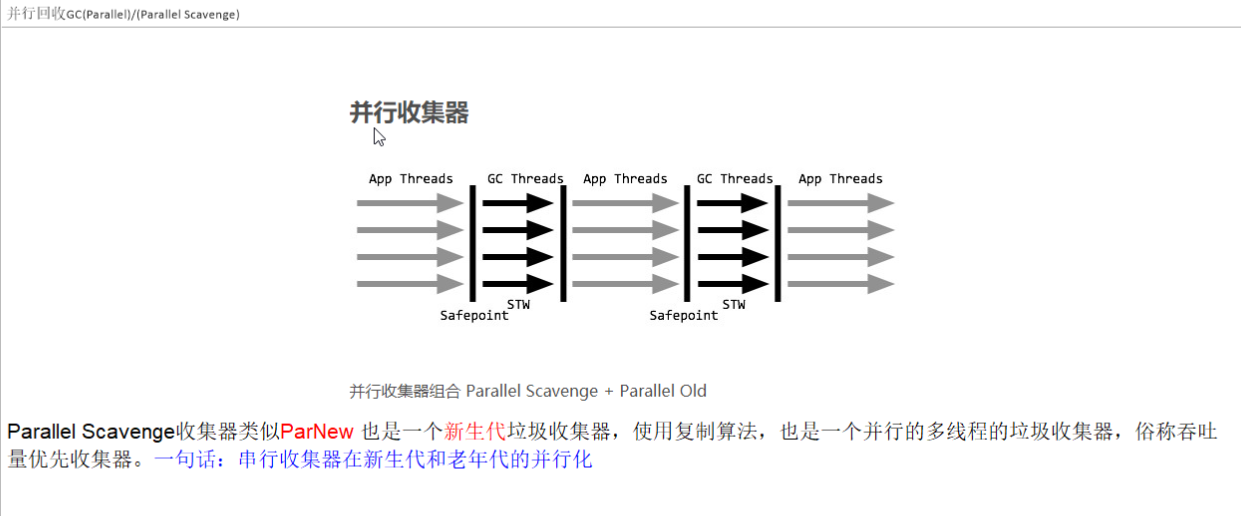 并行回收GC(Parallel)/(Parallel Scavenge)
并行收集器
App Threads GC Threads App Threads GC Threads App Threads
STW STW
Safepoint Safepoint
并行收集器组合 Parallel Scavenge + Parallel Old
Parallel Scavenge收集器类似ParNew 也是一个新生代垃圾收集器，使用复制算法，也是一个并行的多线程的垃圾收集器，俗称吞吐
量优先收集器。一句话：串行收集器在新生代和老年代的并行化